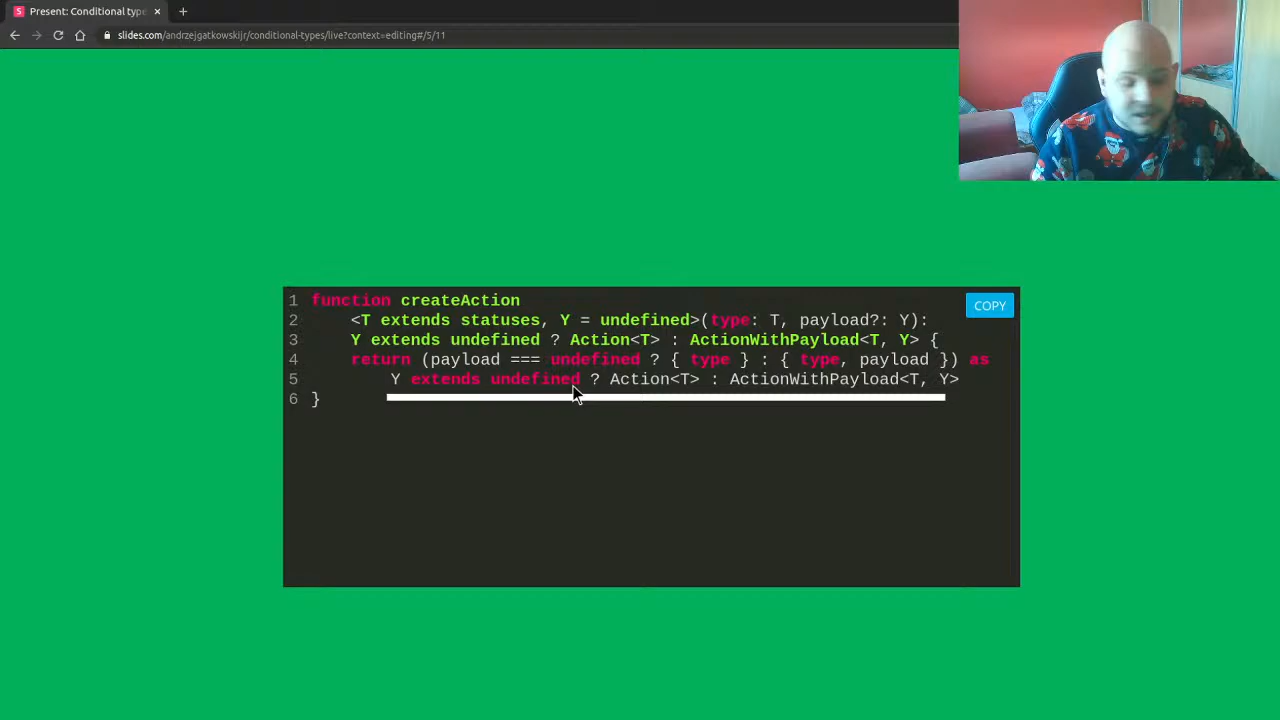 S Present: Conditional type
slides.com/andrzejgatkowskijr/conditional-types/live?context=editing#/5/11
COPY
1 function createAction
2 <T extends statuses, Y = undefined>(type: T, payload?: Y):
3 Y extends undefined ? Action<T> : ActionWithPayload<T, Y> {
4 return (payload === undefined ? { type } : { type, payload }) as
5 Y extends undefined ? Action<T> : ActionWithPayload<T, Y>
6 }